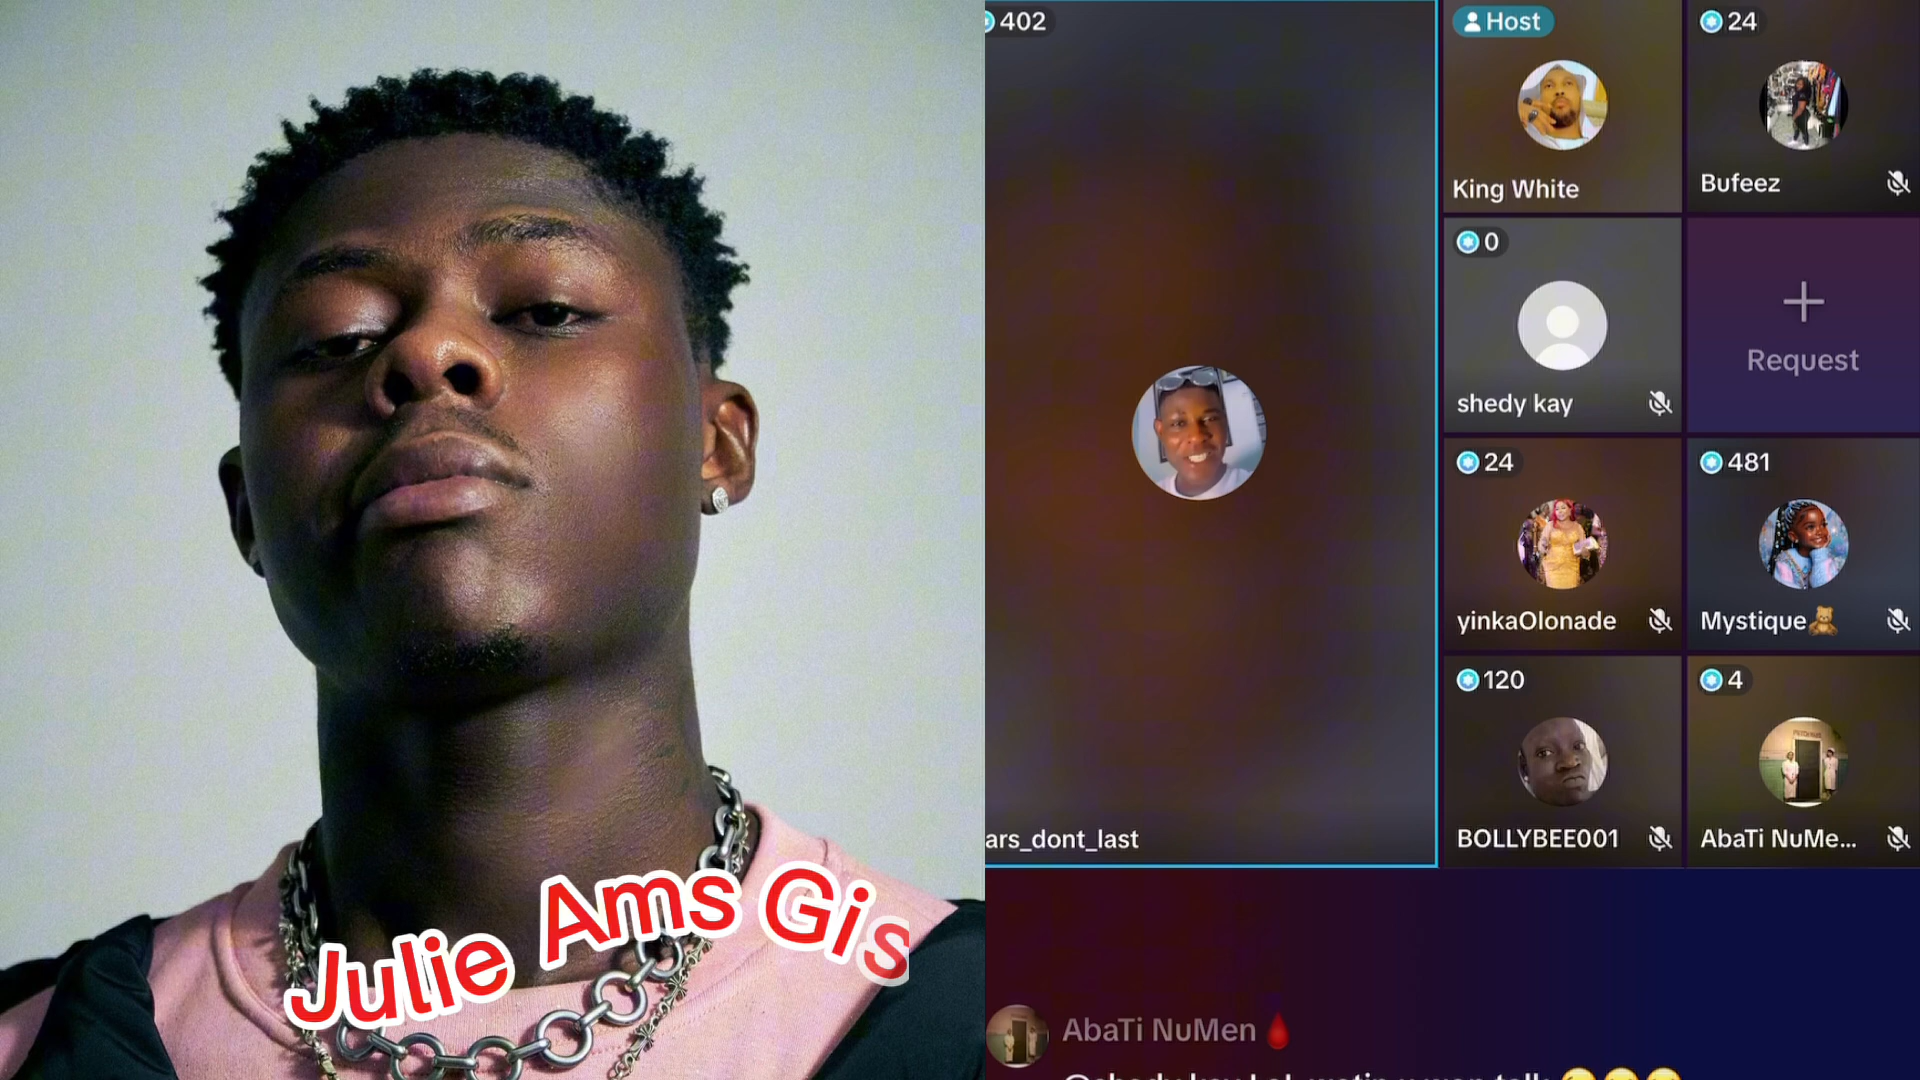 Julie Ams Gis
402
ars_dont_last
Host
King White
24
Bufeez
0
shedy kay
Request
24
yinkaOlonade
481
Mystique🧸
120
BOLLYBEE001
4
AbaTi NuMe...
AbaTi NuMen🩸